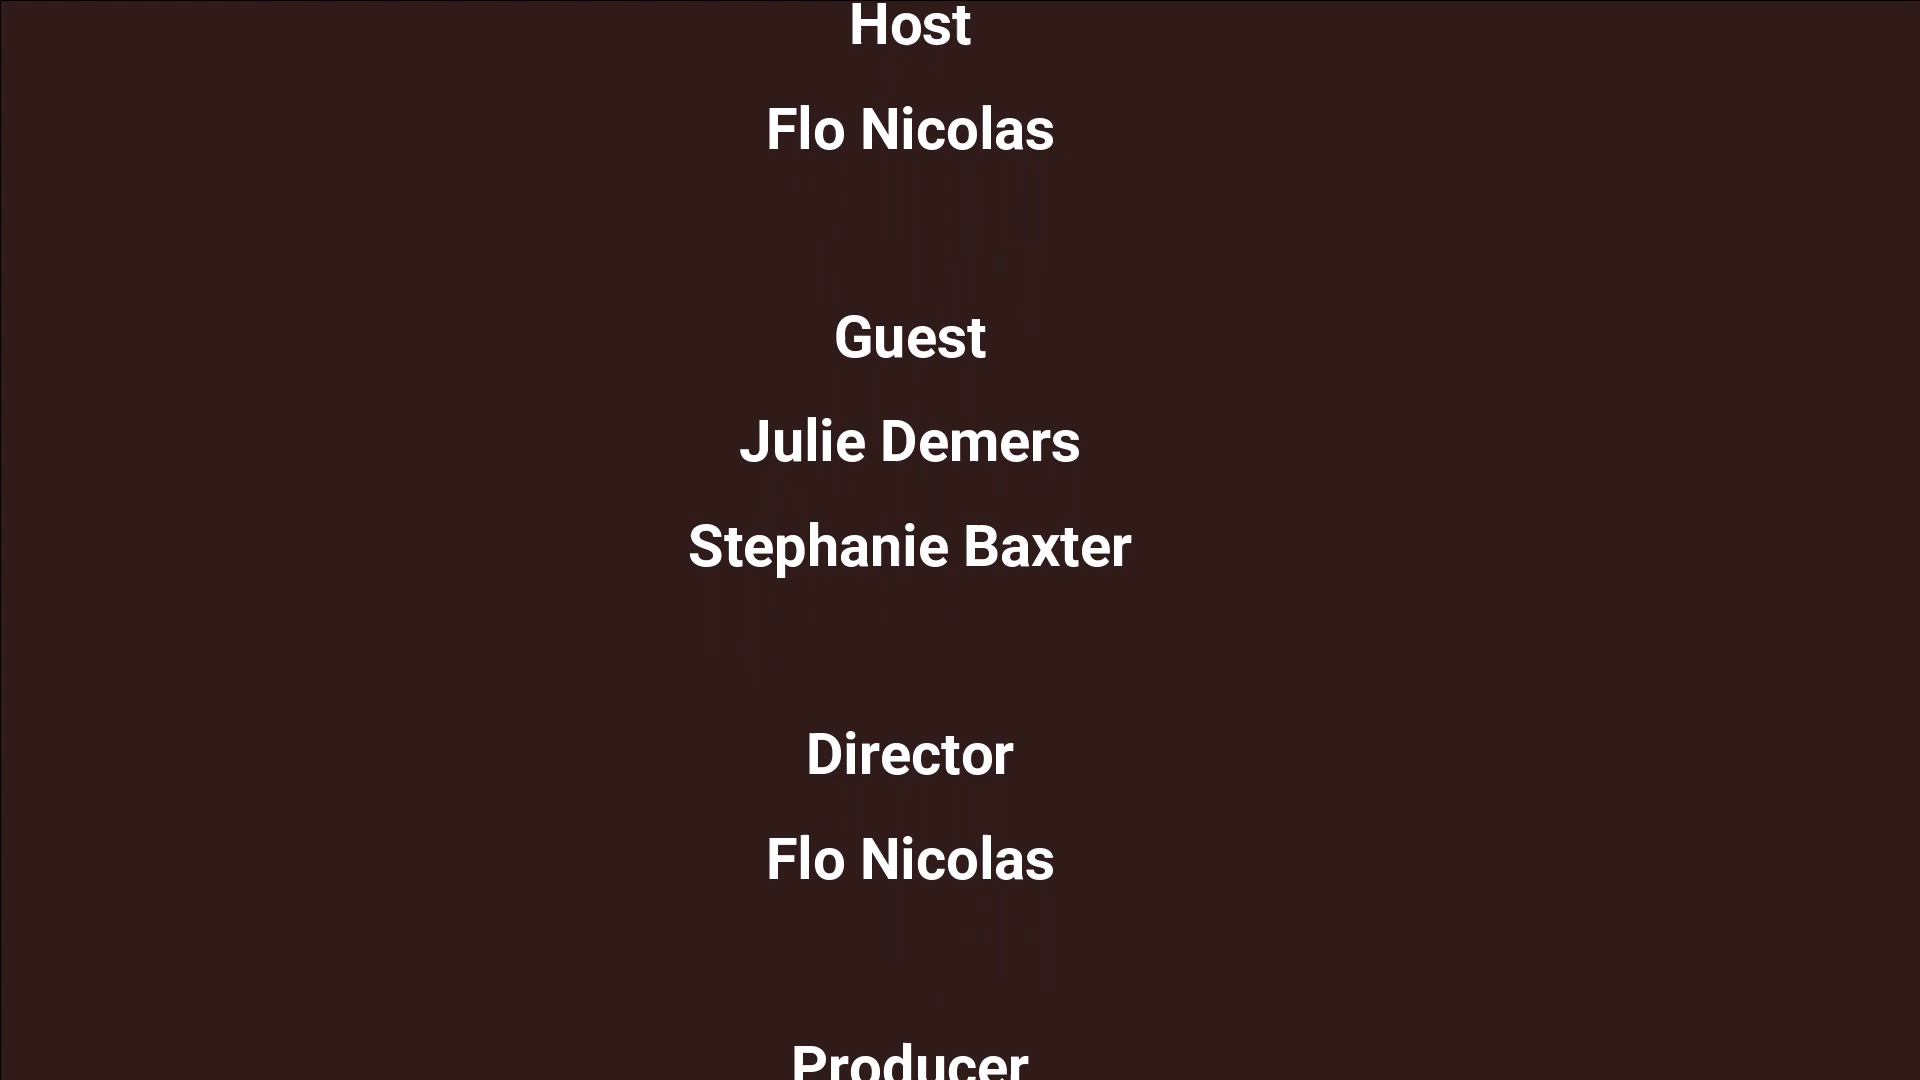 Host
Flo Nicolas
Guest
Julie Demers
Stephanie Baxter
Director
Flo Nicolas
Producer